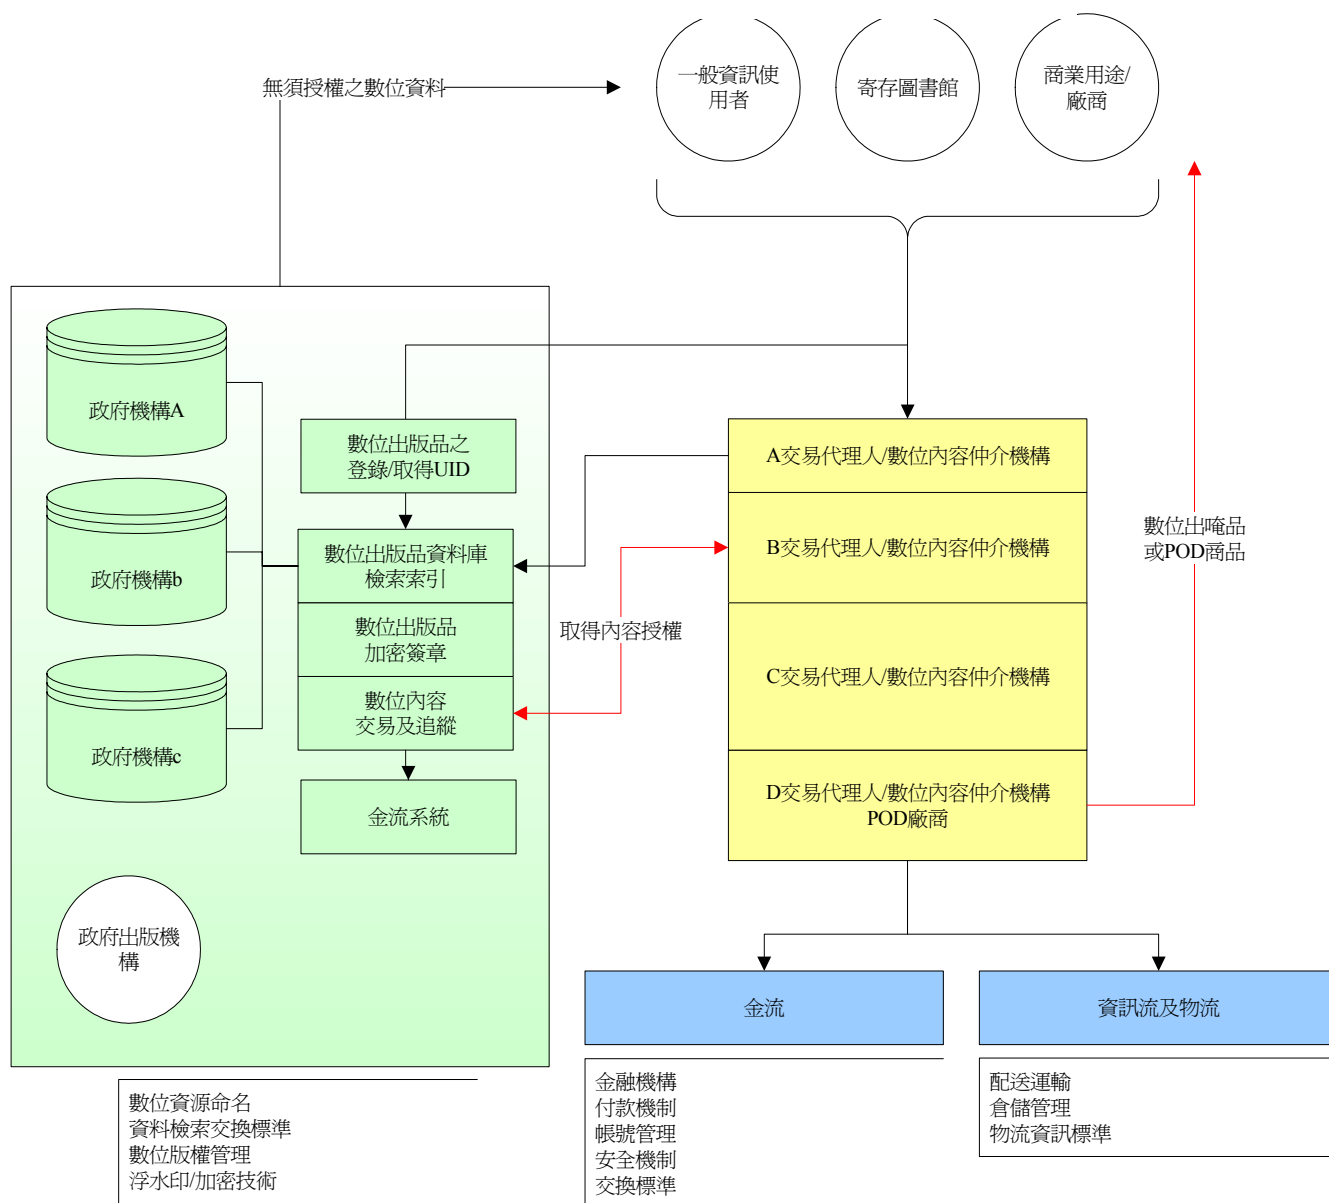 無須授權之數位資料
一般資訊使
用者
寄存圖書館
商業用途/
廠商
政府機構A
政府機構b
政府機構c
政府出版機
構
數位出版品之
登錄/取得UID
數位出版品資料庫
檢索索引
數位出版品
加密簽章
數位內容
交易及追縱
金流系統
取得內容授權
A交易代理人/數位內容仲介機構
B交易代理人/數位內容仲介機構
C交易代理人/數位內容仲介機構
D交易代理人/數位內容仲介機構
POD廠商
數位出唵品
或POD商品
金流
資訊流及物流
數位資源命名
資料檢索交換標準
數位版權管理
浮水印/加密技術
金融機構
付款機制
帳號管理
安全機制
交換標準
配送運輸
倉儲管理
物流資訊標準